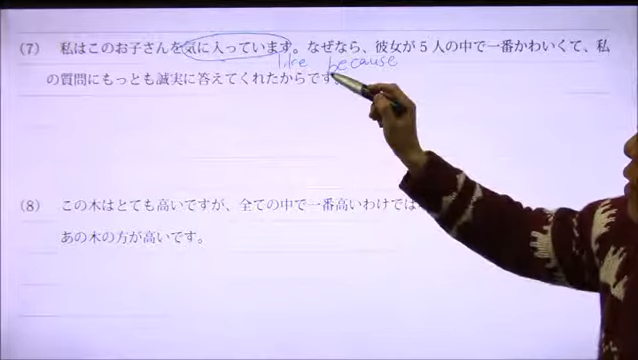 (7) 私はこのお子さんを気に入っています。なぜなら、彼女が5人の中で一番かわいくて、私
like because
の質問にもっとも誠実に答えてくれたからです。
(8) この木はとても高いですが、全ての中で一番高いわけでは
あの木の方が高いです。